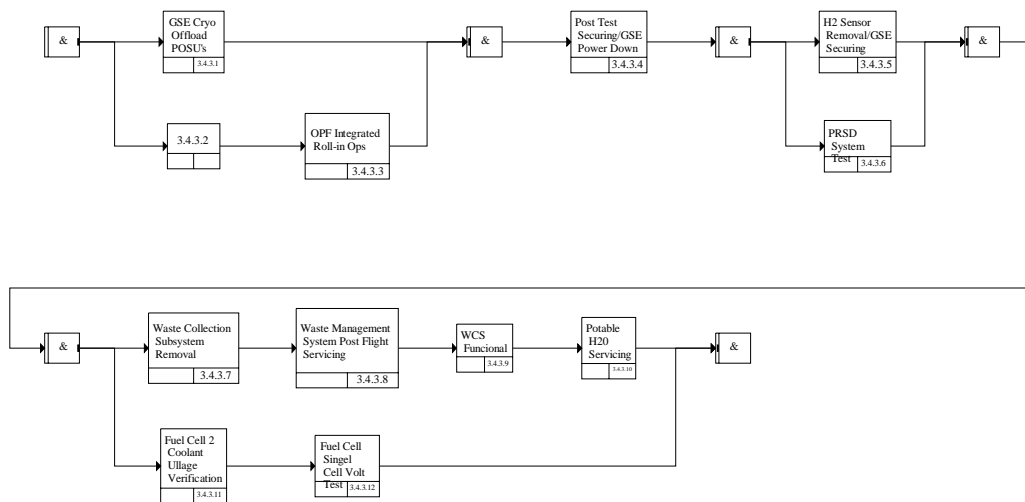 &
GSE Cryo
Offload
POSU's
3.4.3.1
&
Post Test
Securing/GSE
Power Down
3.4.3.4
&
H2 Sensor
Removal/GSE
Securing
3.4.3.5
&
3.4.3.2
OPF Integrated
Roll-in Ops
3.4.3.3
PRSD
System
Test
3.4.3.6
&
Waste Collection
Subsystem
Removal
3.4.3.7
Waste Management
System Post Flight
Servicing
3.4.3.8
WCS
Funcional
3.4.3.9
Potable
H20
Servicing
3.4.3.10
&
Fuel Cell 2
Coolant
Ullage
Verification
3.4.3.11
Fuel Cell
Singel
Cell Volt
Test
3.4.3.12